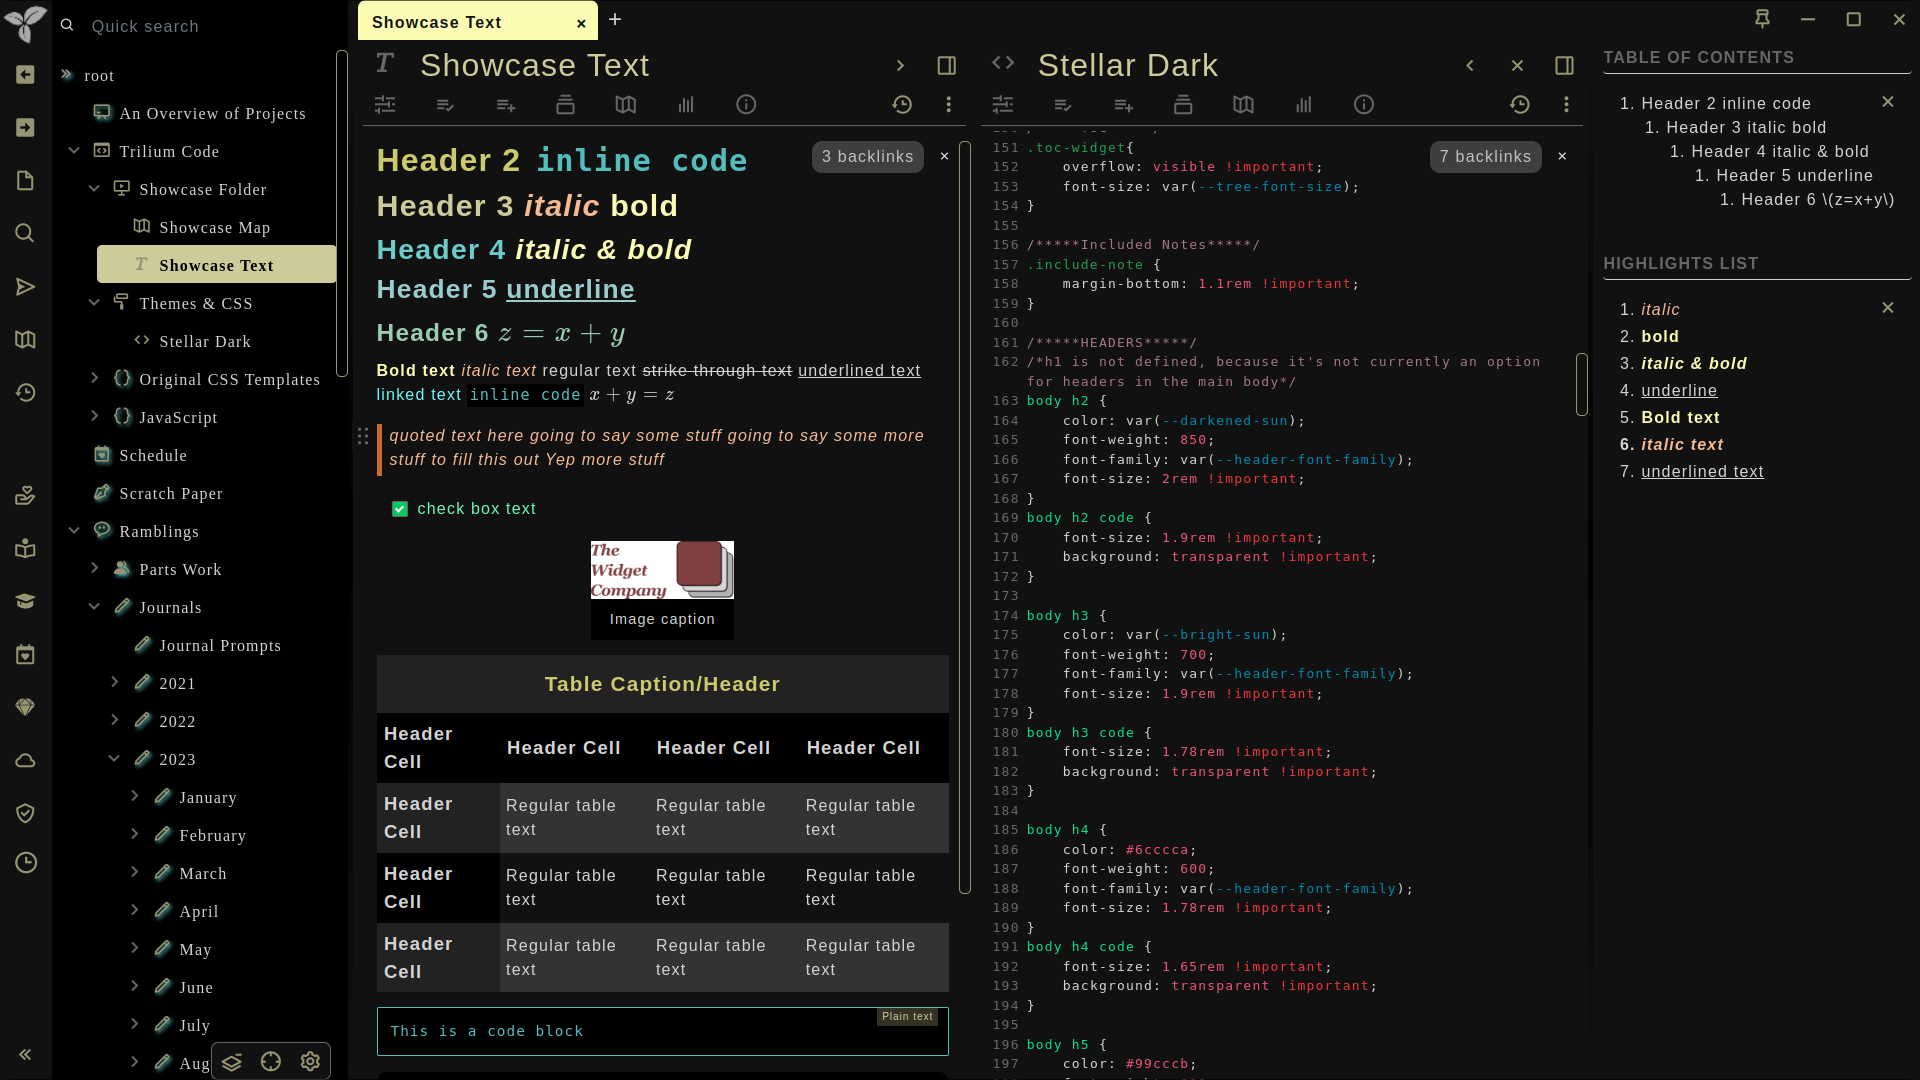 Quick search
root
An Overview of Projects
Trilium Code
Showcase Folder
Showcase Map
Showcase Text
Themes & CSS
Stellar Dark
Original CSS Templates
JavaScript
Schedule
Scratch Paper
Ramblings
Parts Work
Journals
Journal Prompts
2021
2022
2023
January
February
March
April
May
June
July
Aug
Showcase Text
Showcase Text
3 backlinks
Header 2 inline code
Header 3 italic bold
Header 4 italic & bold
Header 5 underline
Header 6 z = x + y
Bold text italic text regular text strike through text underlined text
linked text inline code x + y = z
quoted text here going to say some stuff going to say some more
stuff to fill this out Yep more stuff
check box text
The
Widget
Company
Image caption
Table Caption/Header
Header Cell Header Cell Header Cell Header Cell
Header Cell Regular table text Regular table text Regular table text
Header Cell Regular table text Regular table text Regular table text
Header Cell Regular table text Regular table text Regular table text
Plain text
This is a code block
Stellar Dark
7 backlinks
151 .toc-widget{
152 overflow: visible !important;
153 font-size: var(--tree-font-size);
154 }
155
156 /*****Included Notes*****/
157 .include-note {
158 margin-bottom: 1.1rem !important;
159 }
160
161 /*****HEADERS*****/
162 /*h1 is not defined, because it's not currently an option
for headers in the main body*/
163 body h2 {
164 color: var(--darkened-sun);
165 font-weight: 850;
166 font-family: var(--header-font-family);
167 font-size: 2rem !important;
168 }
169 body h2 code {
170 font-size: 1.9rem !important;
171 background: transparent !important;
172 }
173
174 body h3 {
175 color: var(--bright-sun);
176 font-weight: 700;
177 font-family: var(--header-font-family);
178 font-size: 1.9rem !important;
179 }
180 body h3 code {
181 font-size: 1.78rem !important;
182 background: transparent !important;
183 }
184
185 body h4 {
186 color: #6cccca;
187 font-weight: 600;
188 font-family: var(--header-font-family);
189 font-size: 1.78rem !important;
190 }
191 body h4 code {
192 font-size: 1.65rem !important;
193 background: transparent !important;
194 }
195
196 body h5 {
197 color: #99cccb;
TABLE OF CONTENTS
1. Header 2 inline code
1. Header 3 italic bold
1. Header 4 italic & bold
1. Header 5 underline
1. Header 6 \(z=x+y\)
HIGHLIGHTS LIST
1. italic
2. bold
3. italic & bold
4. underline
5. Bold text
6. italic text
7. underlined text